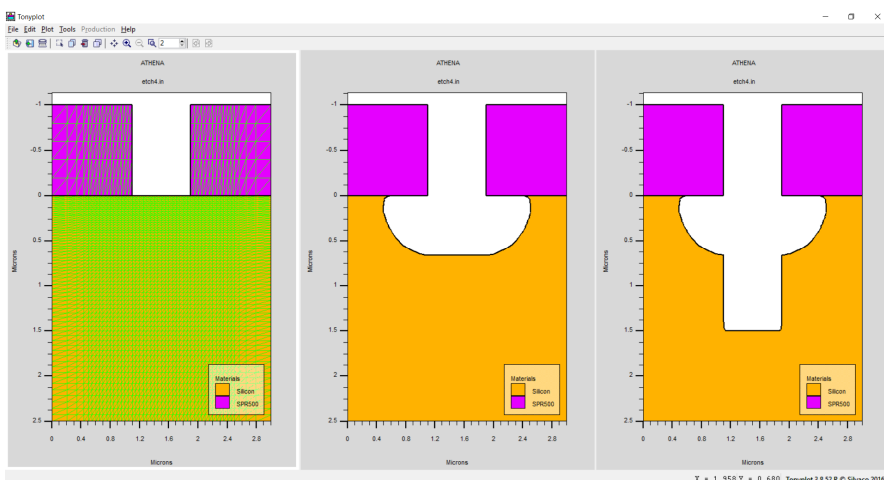 Tonyplot
File Edit Plot Tools Production Help
2
ATHENA
etch4.in
-1
-0.5
0
0.5
1
1.5
2
2.5
Microns
0 0.4 0.8 1.2 1.6 2 2.4 2.8
Microns
Materials
Silicon
SPR500
ATHENA
etch4.in
-1
-0.5
0
0.5
1
1.5
2
2.5
Microns
0 0.4 0.8 1.2 1.6 2 2.4 2.8
Microns
Materials
Silicon
SPR500
ATHENA
etch4.in
-1
-0.5
0
0.5
1
1.5
2
2.5
Microns
0 0.4 0.8 1.2 1.6 2 2.4 2.8
Microns
Materials
Silicon
SPR500
X = 1.958 Y = 0.680 Tonyplot 3.8.52.R © Silvaco 2016